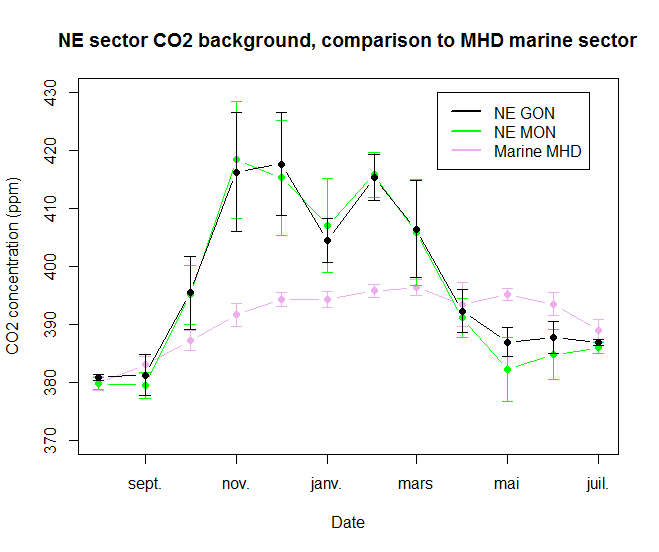 NE sector CO2 background, comparison to MHD marine sector
CO2 concentration (ppm)
430
420
410
400
390
380
370
NE GON
NE MON
Marine MHD
sept.
nov.
janv.
mars
mai
juil.
Date